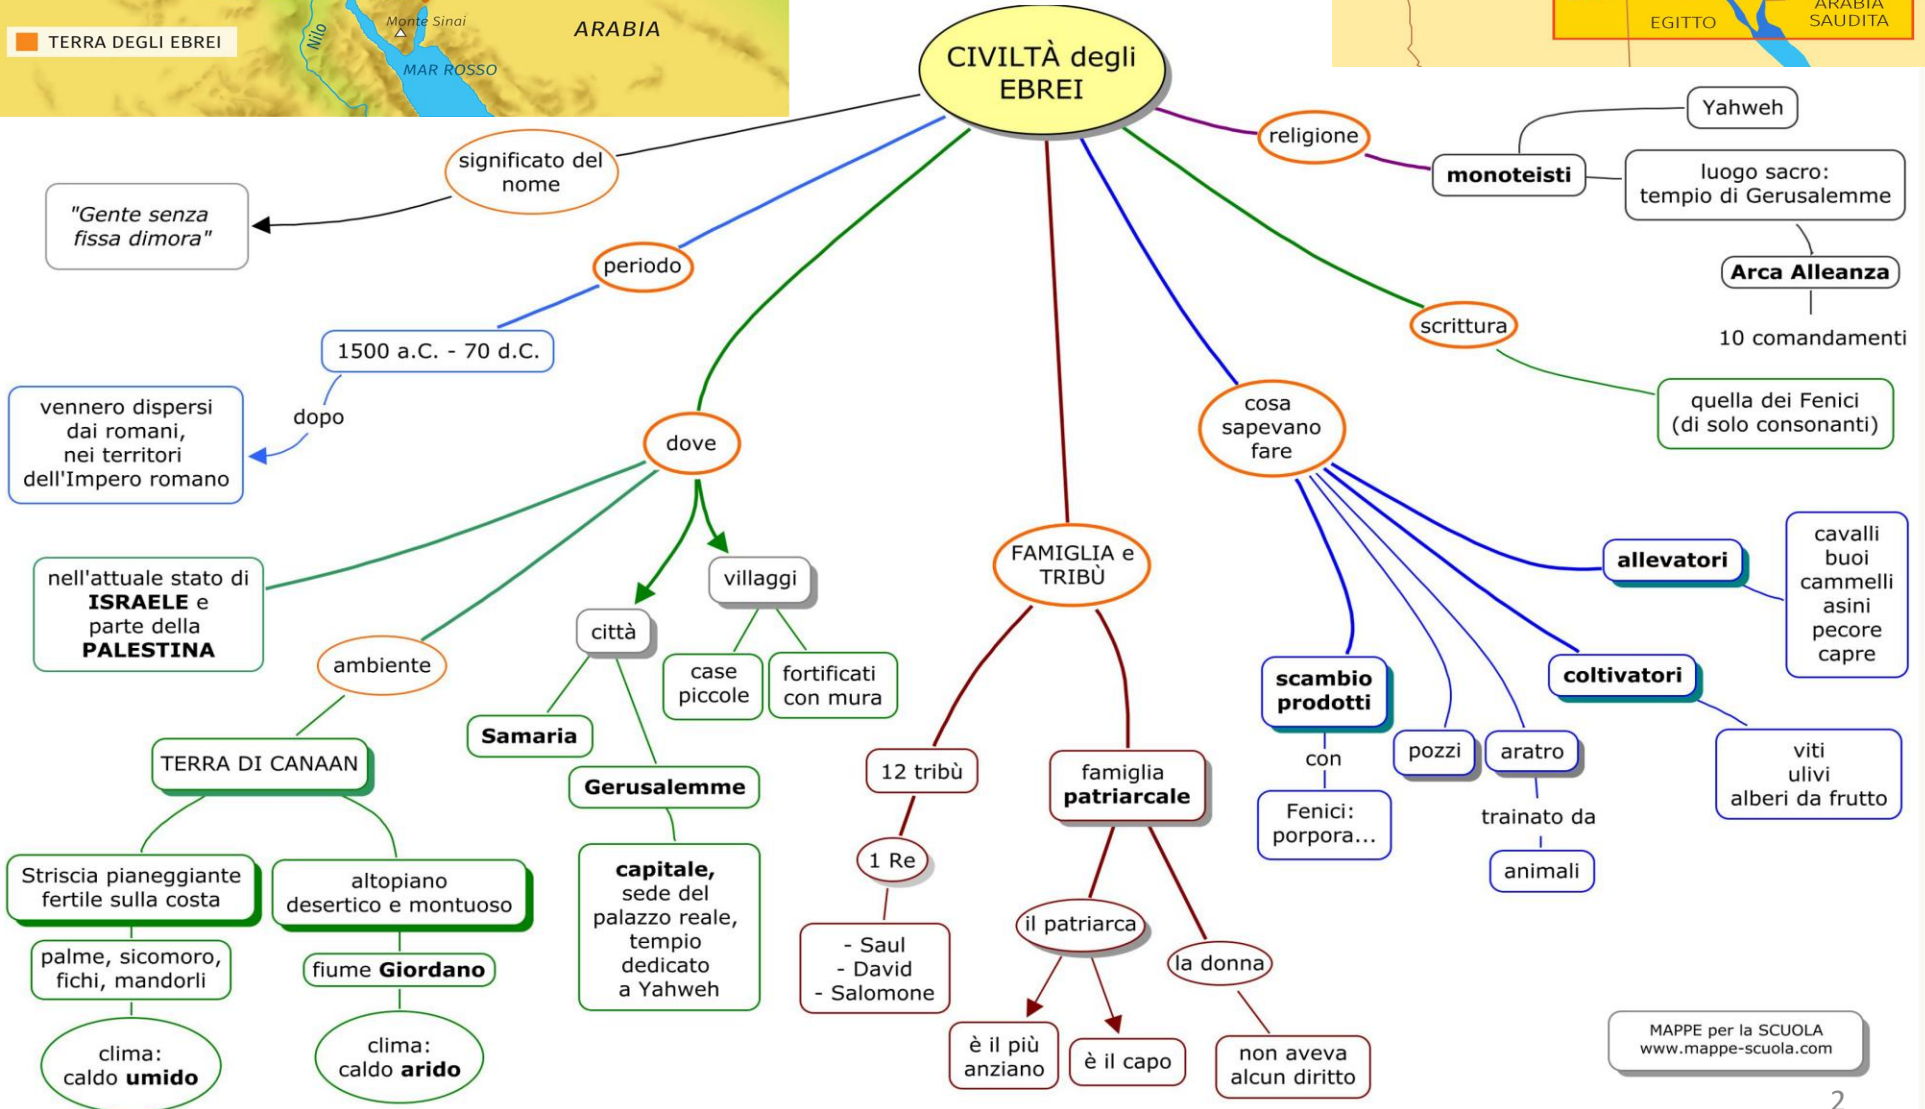 TERRA DEGLI EBREI
Nilo
Monte Sinai
MAR ROSSO
ARABIA
EGITTO
ARABIA
SAUDITA
CIVILTÀ degli
EBREI
significato del
nome
"Gente senza
fissa dimora"
periodo
1500 a.C. - 70 d.C.
dopo
vennero dispersi
dai romani,
nei territori
dell'Impero romano
dove
nell'attuale stato di
ISRAELE e
parte della
PALESTINA
ambiente
TERRA DI CANAAN
Striscia pianeggiante
fertile sulla costa
palme, sicomoro,
fichi, mandorli
clima:
caldo umido
altopiano
desertico e montuoso
fiume Giordano
clima:
caldo arido
città
Samaria
Gerusalemme
capitale,
sede del
palazzo reale,
tempio
dedicato
a Yahweh
villaggi
case
piccole
fortificati
con mura
FAMIGLIA e
TRIBÙ
12 tribù
1 Re
- Saul
- David
- Salomone
famiglia
patriarcale
il patriarca
è il più
anziano
è il capo
la donna
non aveva
alcun diritto
cosa
sapevano
fare
scambio
prodotti
con
Fenici:
porpora...
pozzi
aratro
trainato da
animali
coltivatori
viti
ulivi
alberi da frutto
allevatori
cavalli
buoi
cammelli
asini
pecore
capre
scrittura
quella dei Fenici
(di solo consonanti)
religione
monoteisti
Yahweh
luogo sacro:
tempio di Gerusalemme
Arca Alleanza
10 comandamenti
MAPPE per la SCUOLA
www.mappe-scuola.com
2